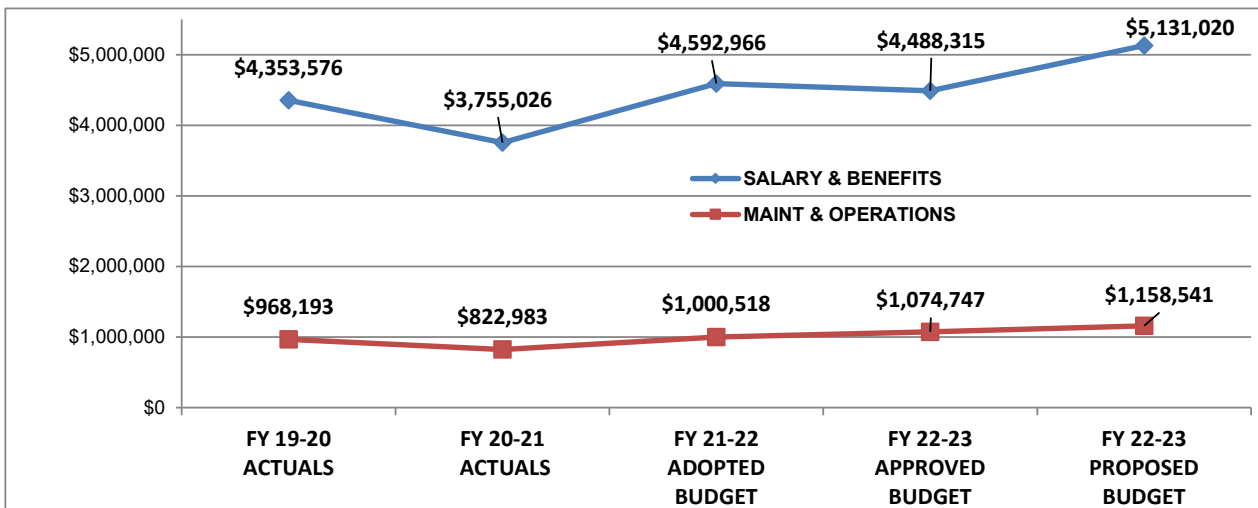 $5,000,000
$4,000,000
$3,000,000
$2,000,000
$1,000,000
$0
$4,353,576
$3,755,026
$4,592,966
$4,488,315
$5,131,020
SALARY & BENEFITS
MAINT & OPERATIONS
$968,193
$822,983
$1,000,518
$1,074,747
$1,158,541
FY 19-20
ACTUALS
FY 20-21
ACTUALS
FY 21-22
ADOPTED
BUDGET
FY 22-23
APPROVED
BUDGET
FY 22-23
PROPOSED
BUDGET